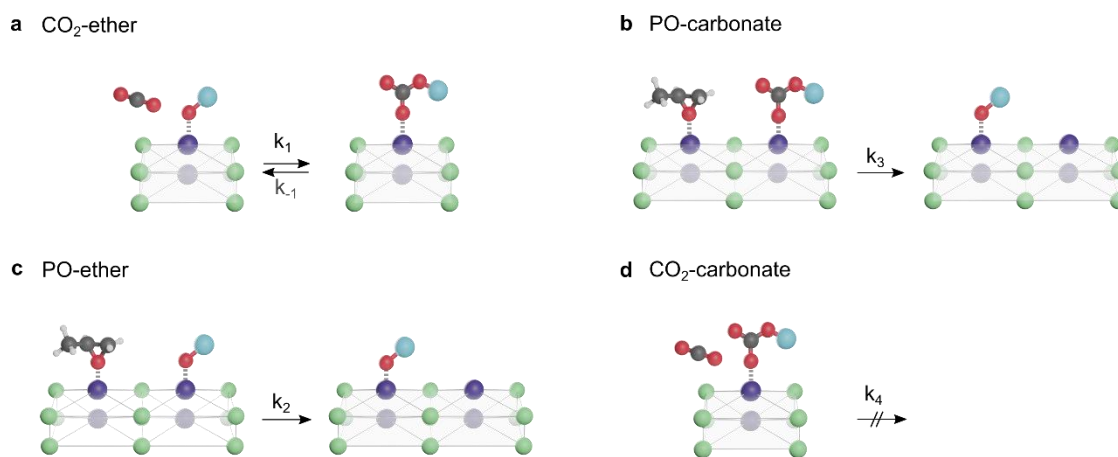 a CO₂-ether
k₁
k₋₁
b PO-carbonate
k₃
c PO-ether
k₂
d CO₂-carbonate
k₄